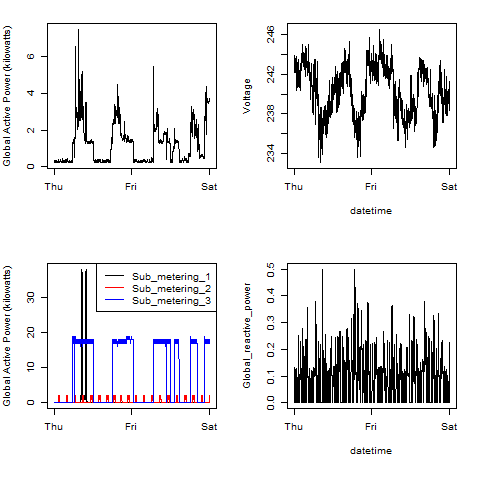 Global Active Power (kilowatts)
6
4
2
0
Thu
Fri
Sat
Voltage
246
242
238
234
Thu
Fri
Sat
datetime
Global Active Power (kilowatts)
30
20
10
0
Sub_metering_1
Sub_metering_2
Sub_metering_3
Thu
Fri
Sat
Global_reactive_power
0.5
0.4
0.3
0.2
0.1
0.0
Thu
Fri
Sat
datetime